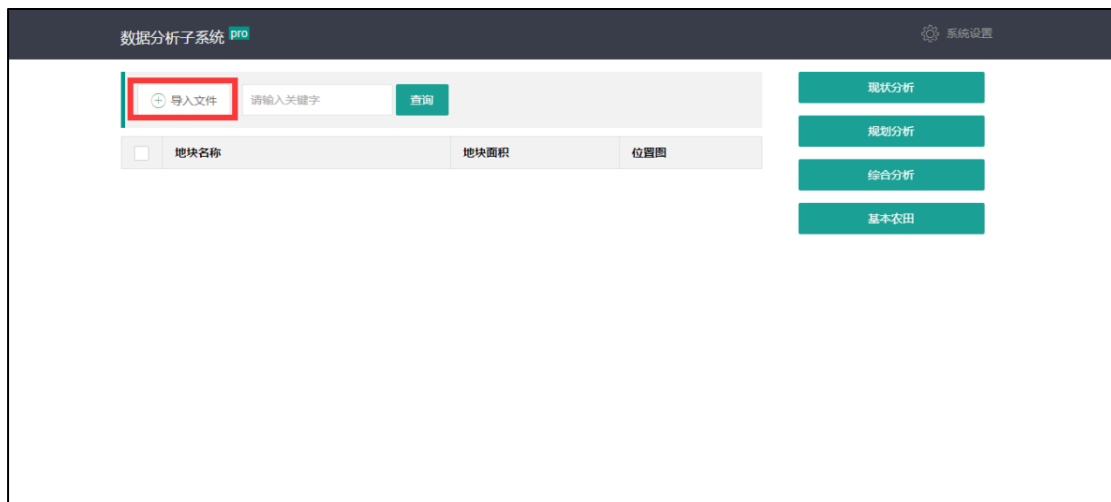 数据分析子系统 pro
系统设置
导入文件
请输入关键字
查询
地块名称
地块面积
位置图
现状分析
规划分析
综合分析
基本农田